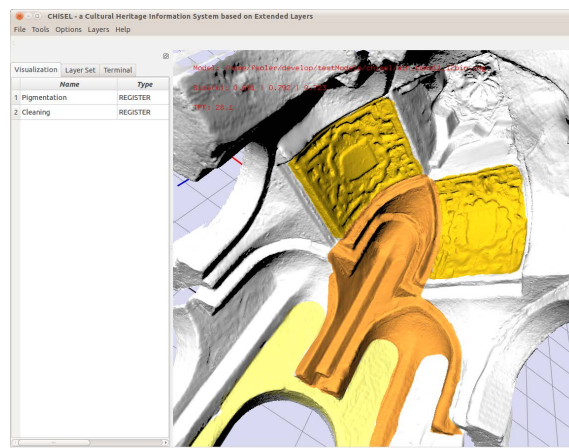 CHiSEL - a Cultural Heritage Information System based on Extended Layers
File Tools Options Layers Help
Visualization Layer Set Terminal
Name Type
1 Pigmentation REGISTER
2 Cleaning REGISTER